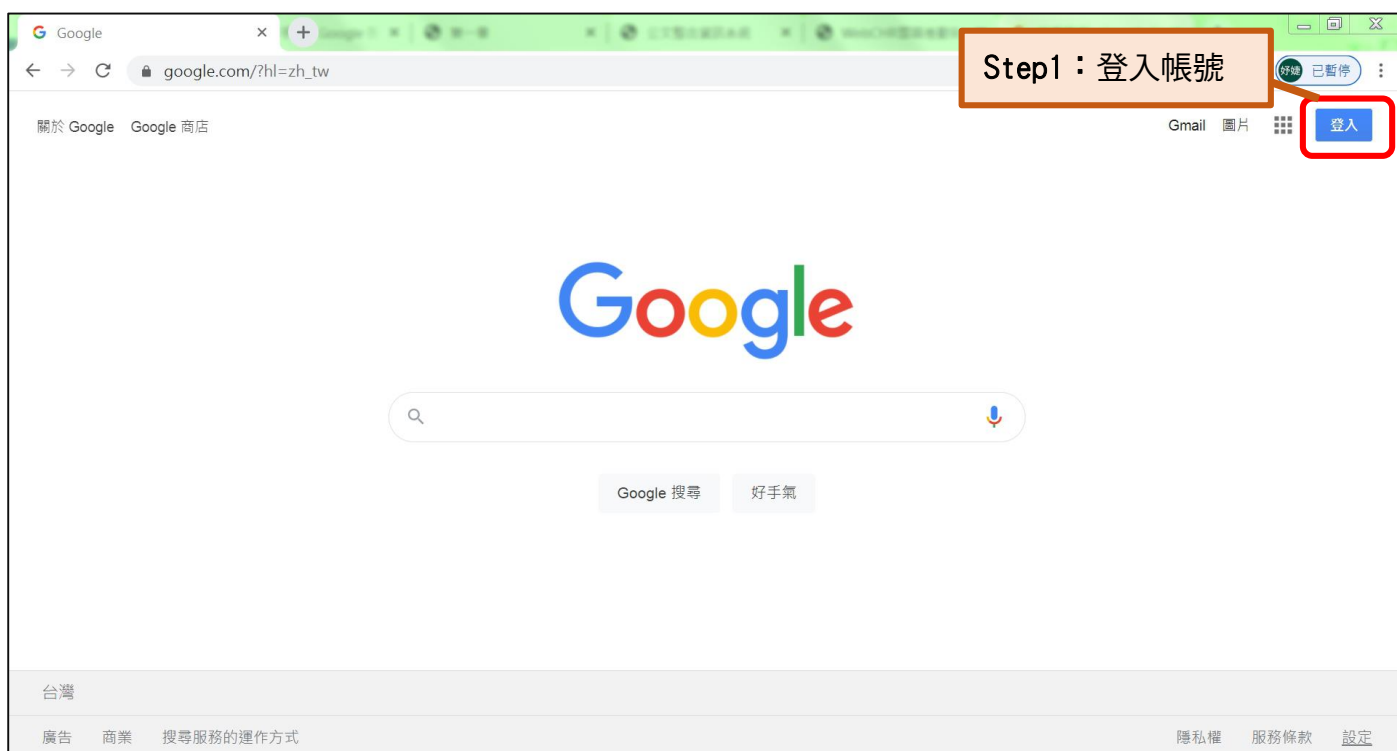 Google
google.com/?hl=zh_tw
Step1：登入帳號
妤婕 已暫停
關於 Google Google 商店
Gmail 圖片 登入
Google
Google 搜尋 好手氣
台灣
廣告 商業 搜尋服務的運作方式 隱私權 服務條款 設定